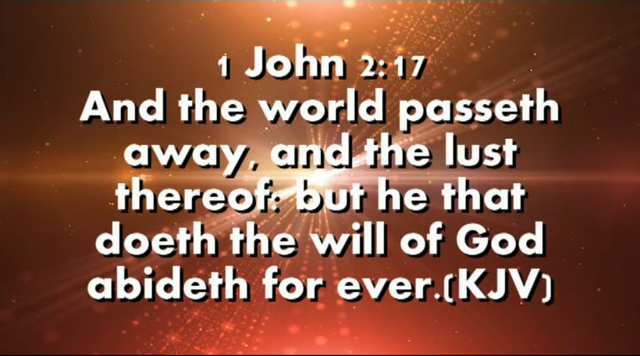 1 John 2:17
And the world passeth
away, and the lust
thereof: but he that
doeth the will of God
abideth for ever.(KJV)